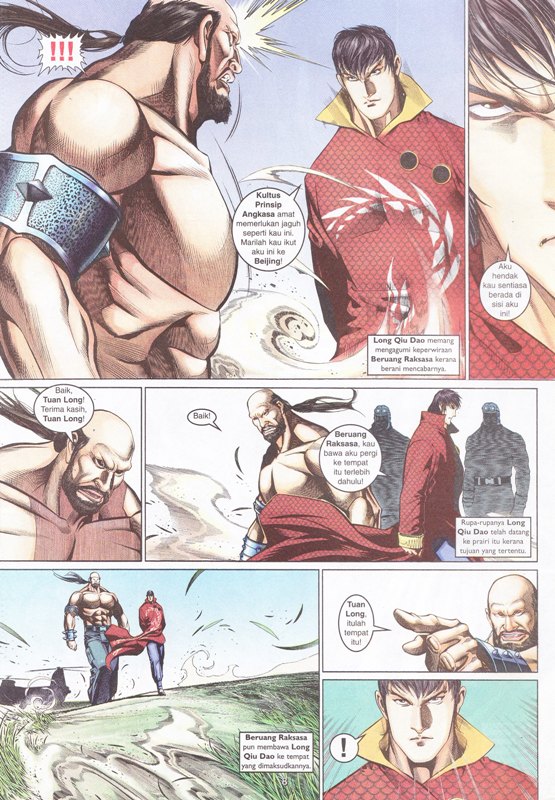 !!!
Kultus
Prinsip
Angkasa amat
memerlukan jaguh
seperti kau ini.
Marilah kau ikut
aku ini ke
Beijing!
Aku
hendak
kau sentiasa
berada di
sisi aku
ini!
Long Qiu Dao memang
mengagumi keperwiraan
Beruang Raksasa kerana
berani mencabarnya.
Baik,
Tuan Long!
Terima kasih,
Tuan Long!
Baik!
Beruang
Raksasa, kau
bawa aku pergi
ke tempat
itu terlebih
dahulu!
Rupa-rupanya Long
Qiu Dao telah datang
ke prairi itu kerana
tujuan yang tertentu.
Beruang Raksasa
pun membawa Long
Qiu Dao ke tempat
yang dimaksudkannya.
Tuan
Long,
itulah
tempat
itu!
!
8